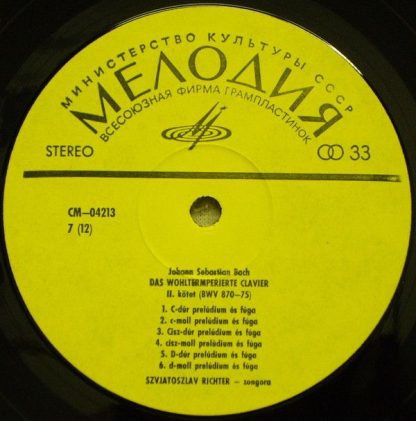 МИНИСТЕРСТВО КУЛЬТУРЫ СССР
МЕЛОДИЯ
ВСЕСОЮЗНАЯ ФИРМА ГРАМПЛАСТИНОК
STEREO
33
СМ—04213
7 (12)
Johann Sebastian Bach
DAS WOHLTERMPERIERTE CLAVIER
II. kötet (BWV 870—75)
1. C-dúr prelúdium és fúga
2. c-moll prelúdium és fúga
3. Cisz-dúr prelúdium és fúga
4. cisz-moll prelúdium és fúga
5. D-dúr prelúdium és fúga
6. d-moll prelúdium és fúga
SZVJATOSZLAV RICHTER — zongora